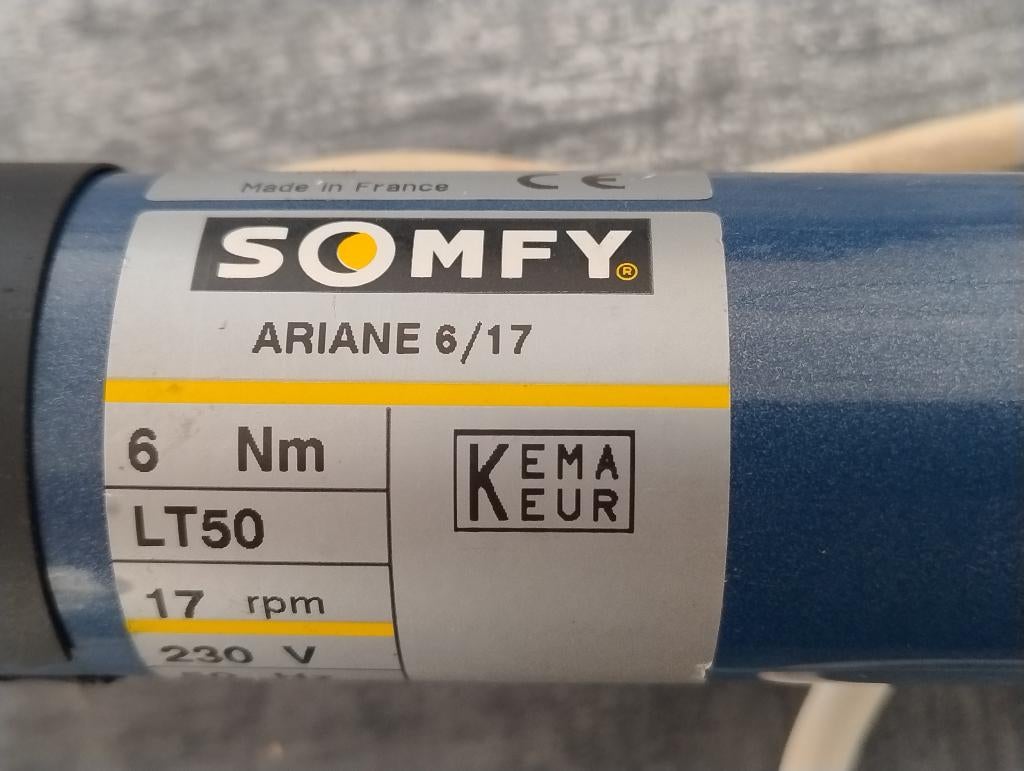 Made in France CE
SOMFY®
ARIANE 6/17
6 Nm
KEMA
KEUR
LT50
17 rpm
230 V